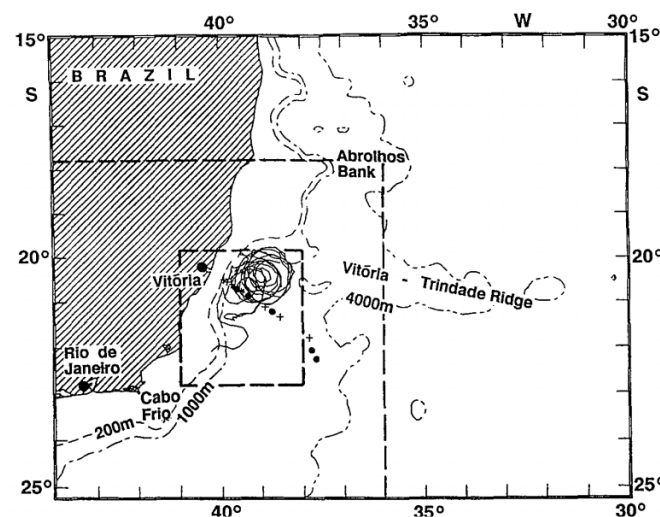 40° 35° W 30°
15° 15°
BRAZIL
S S
Abrolhos
Bank
20° 20°
Vitória
Vitória - Trindade Ridge
4000m
Rio de
Janeiro
Cabo
Frio
200m 1000m
25° 25°
40° 35° 30°